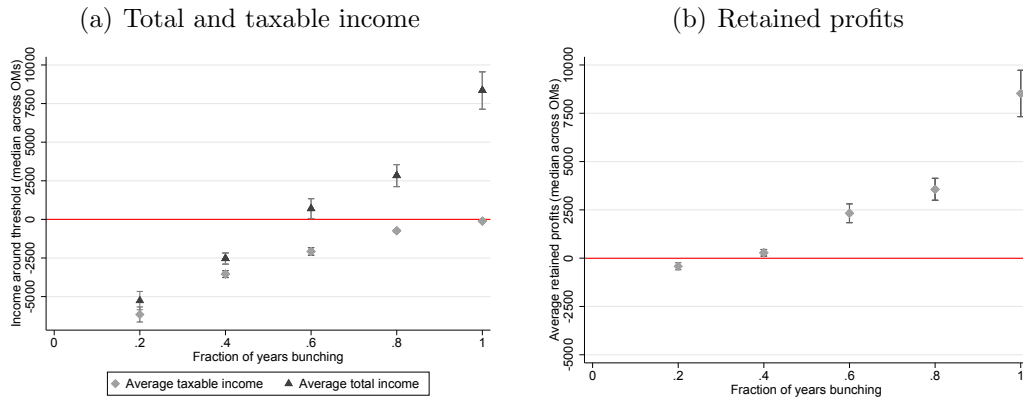 (a) Total and taxable income
Income around threshold (median across OMs)
10000
7500
5000
2500
0
-2500
-5000
0 .2 .4 .6 .8 1
Fraction of years bunching
Average taxable income Average total income
(b) Retained profits
Average retained profits (median across OMs)
10000
7500
5000
2500
0
-2500
-5000
0 .2 .4 .6 .8 1
Fraction of years bunching